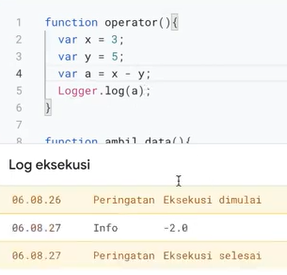 1 function operator(){
2 var x = 3;
3 var y = 5;
4 var a = x - y;
5 Logger.log(a);
6 }
7
8 function ambil_data(){
Log eksekusi
06.08.26 Peringatan Eksekusi dimulai
06.08.27 Info -2.0
06.08.27 Peringatan Eksekusi selesai